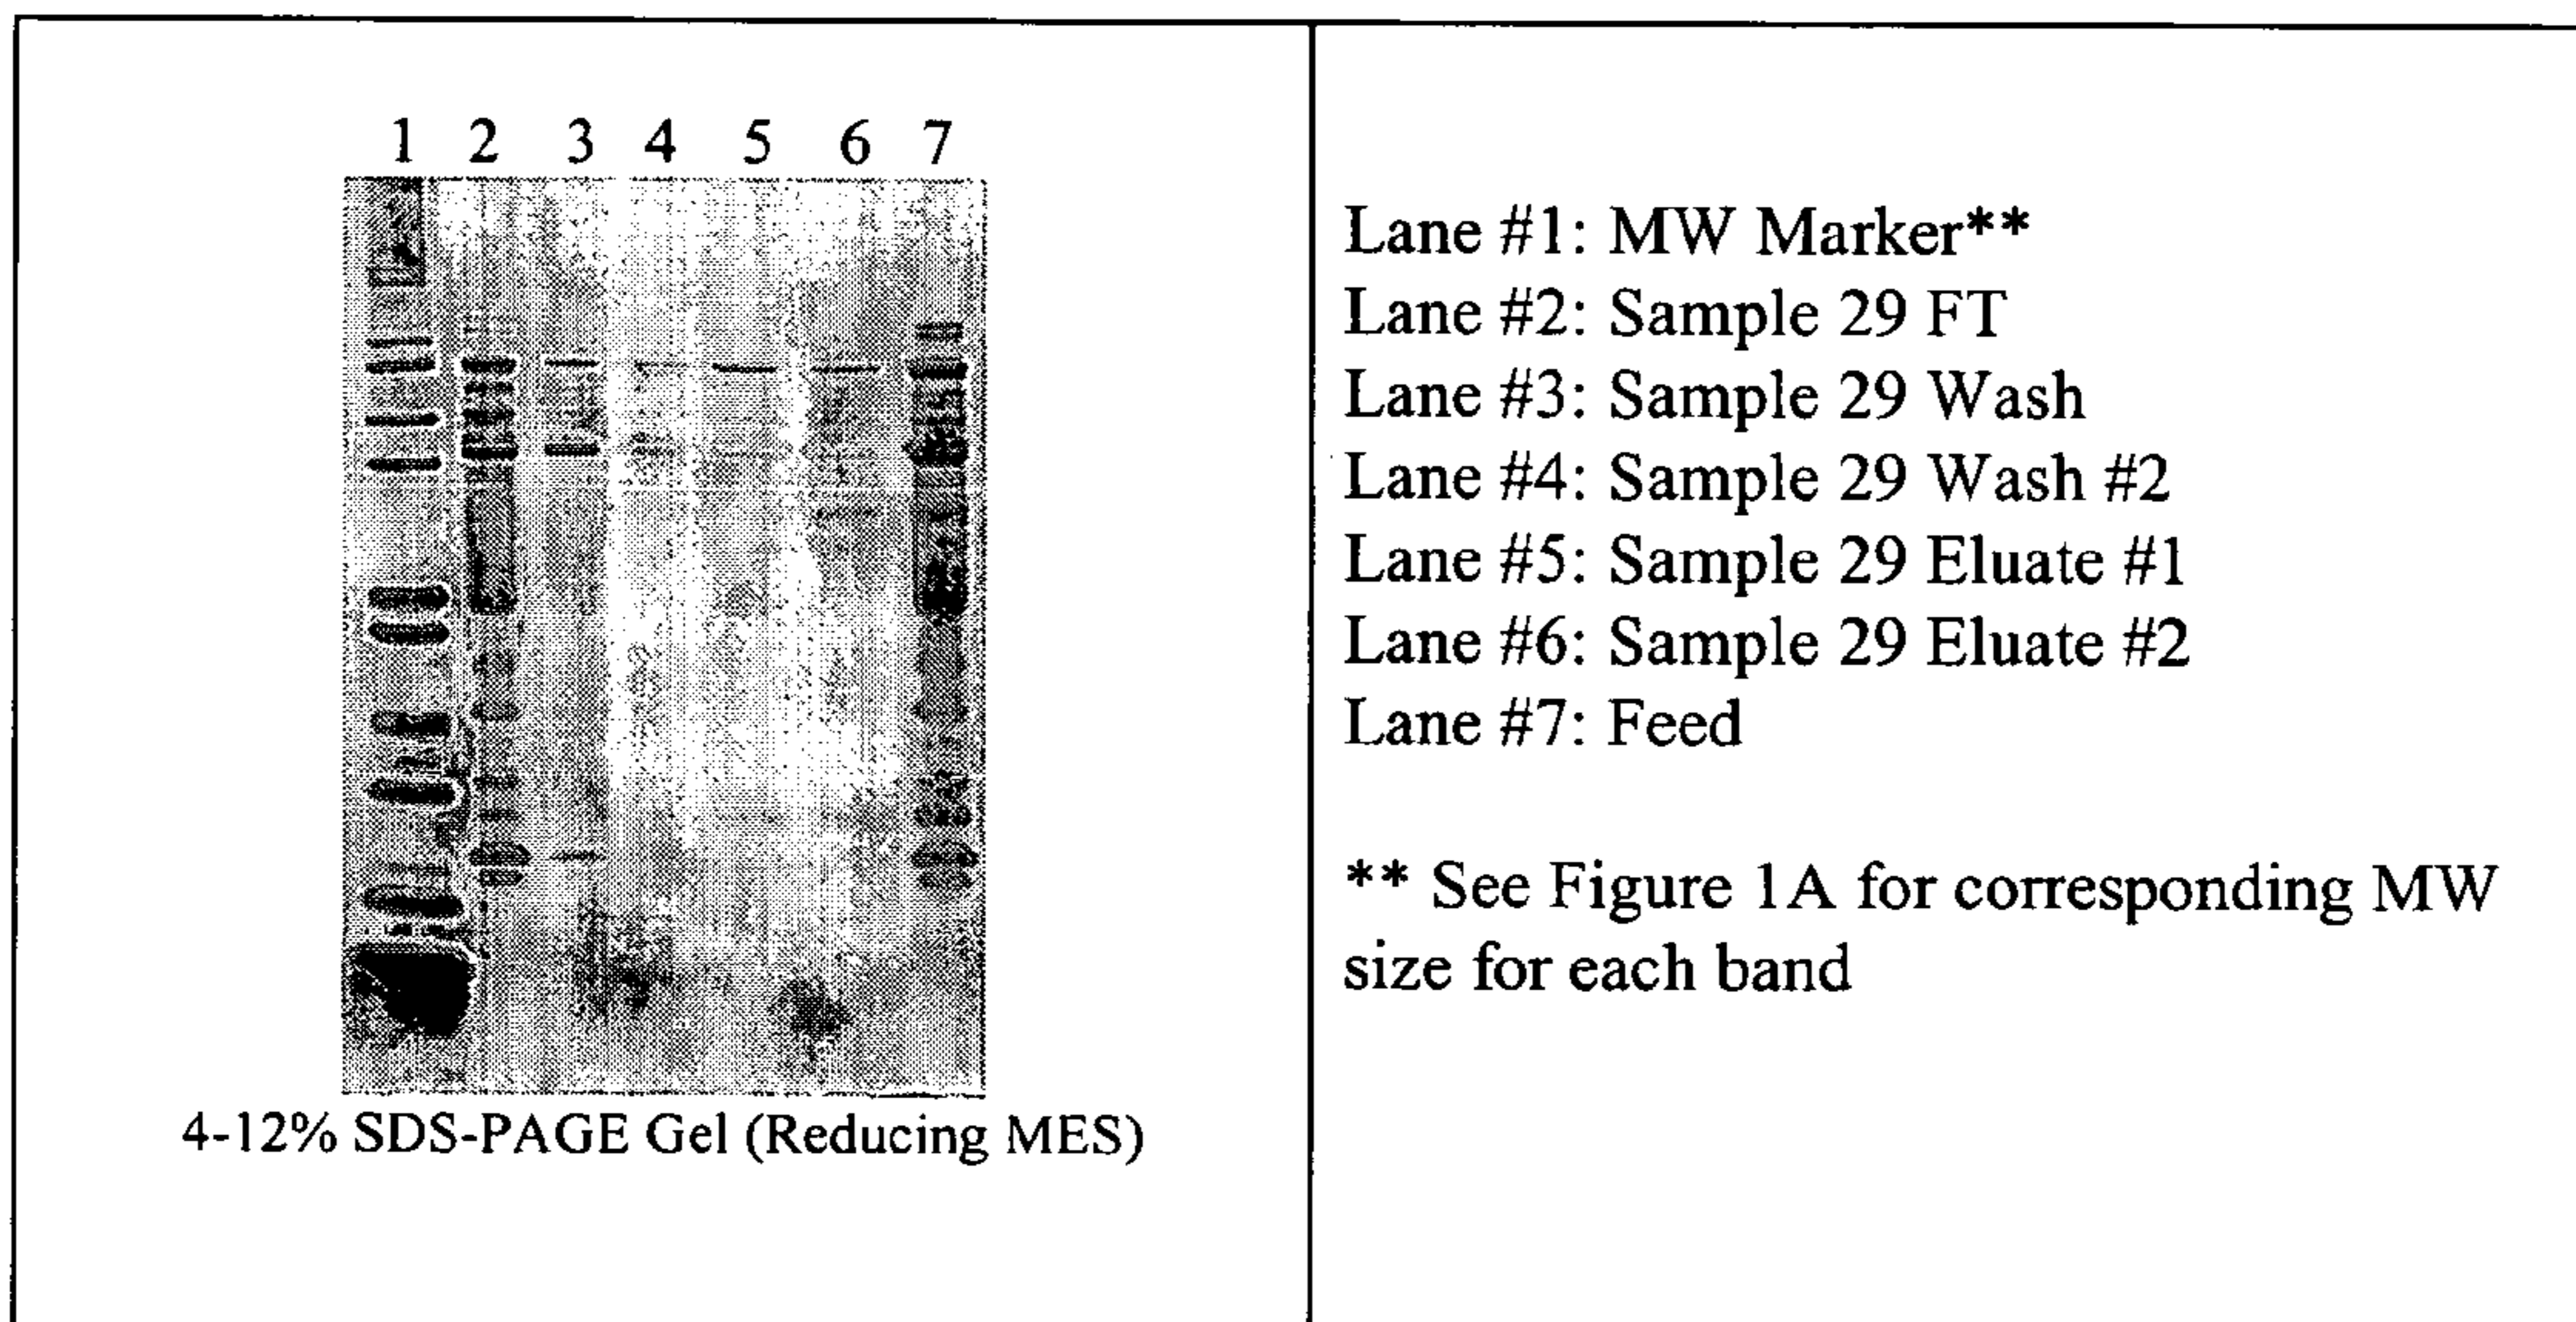 1 2 3 4 5 6 7
4-12% SDS-PAGE Gel (Reducing MES)
Lane #1: MW Marker**
Lane #2: Sample 29 FT
Lane #3: Sample 29 Wash
Lane #4: Sample 29 Wash #2
Lane #5: Sample 29 Eluate #1
Lane #6: Sample 29 Eluate #2
Lane #7: Feed
** See Figure 1A for corresponding MW
size for each band